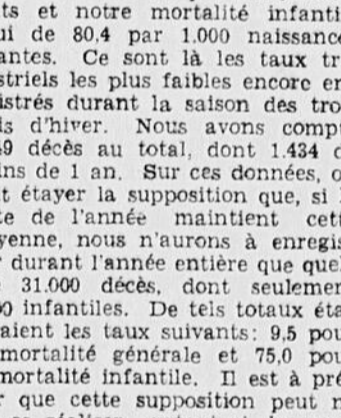 ts et notre mortalité infanti
ui de 80,4 par 1.000 naissance
antes. Ce sont là les taux tri
striels les plus faibles encore en
istrés durant la saison des tro
is d'hiver. Nous avons compt
49 décès au total, dont 1.434 d
ins de 1 an. Sur ces données, o
t étayer la supposition que, si l
te de l'année maintient cett
yenne, nous n'aurons à enregis
r durant l'année entière que quel
31.000 décès, dont seulemen
00 infantiles. De tels totaux éta
raient les taux suivants: 9,5 pou
mortalité générale et 75,0 pou
mortalité infantile. Il est à pré
r que cette supposition peut n